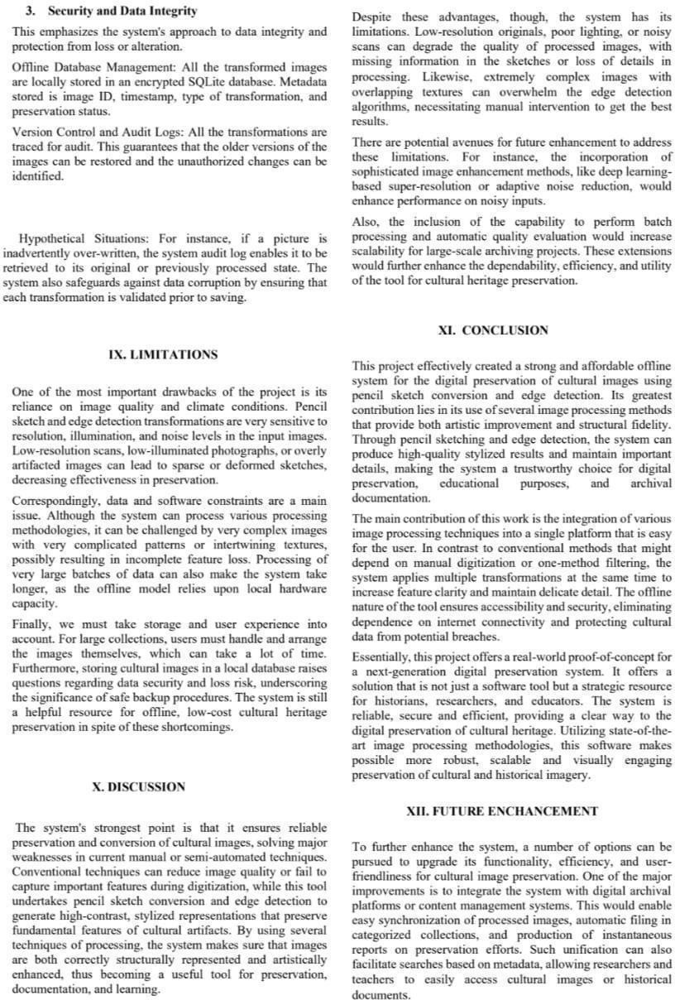 3. Security and Data Integrity
This emphasizes the system's approach to data integrity and
protection from loss or alteration.
Offline Database Management: All the transformed images
are locally stored in an encrypted SQLite database. Metadata
stored is image ID, timestamp, type of transformation, and
preservation status.
Version Control and Audit Logs: All the transformations are
traced for audit. This guarantees that the older versions of the
images can be restored and the unauthorized changes can be
identified.
Hypothetical Situations: For instance, if a picture is
inadvertently over-written, the system audit log enables it to be
retrieved to its original or previously processed state. The
system also safeguards against data corruption by ensuring that
each transformation is validated prior to saving.
IX. LIMITATIONS
One of the most important drawbacks of the project is its
reliance on image quality and climate conditions. Pencil
sketch and edge detection transformations are very sensitive to
resolution, illumination, and noise levels in the input images.
Low-resolution scans, low-illuminated photographs, or overly
artifacted images can lead to sparse or deformed sketches,
decreasing effectiveness in preservation.
Correspondingly, data and software constraints are a main
issue. Although the system can process various processing
methodologies, it can be challenged by very complex images
with very complicated patterns or intertwining textures,
possibly resulting in incomplete feature loss. Processing of
very large batches of data can also make the system take
longer, as the offline model relies upon local hardware
capacity.
Finally, we must take storage and user experience into
account. For large collections, users must handle and arrange
the images themselves, which can take a lot of time.
Furthermore, storing cultural images in a local database raises
questions regarding data security and loss risk, underscoring
the significance of safe backup procedures. The system is still
a helpful resource for offline, low-cost cultural heritage
preservation in spite of these shortcomings.
X. DISCUSSION
The system's strongest point is that it ensures reliable
preservation and conversion of cultural images, solving major
weaknesses in current manual or semi-automated techniques.
Conventional techniques can reduce image quality or fail to
capture important features during digitization, while this tool
undertakes pencil sketch conversion and edge detection to
generate high-contrast, stylized representations that preserve
fundamental features of cultural artifacts. By using several
techniques of processing, the system makes sure that images
are both correctly structurally represented and artistically
enhanced, thus becoming a useful tool for preservation,
documentation, and learning.
Despite these advantages, though, the system has its
limitations. Low-resolution originals, poor lighting, or noisy
scans can degrade the quality of processed images, with
missing information in the sketches or loss of details in
processing. Likewise, extremely complex images with
overlapping textures can overwhelm the edge detection
algorithms, necessitating manual intervention to get the best
results.
There are potential avenues for future enhancement to address
these limitations. For instance, the incorporation of
sophisticated image enhancement methods, like deep learning-
based super-resolution or adaptive noise reduction, would
enhance performance on noisy inputs.
Also, the inclusion of the capability to perform batch
processing and automatic quality evaluation would increase
scalability for large-scale archiving projects. These extensions
would further enhance the dependability, efficiency, and utility
of the tool for cultural heritage preservation.
XI. CONCLUSION
This project effectively created a strong and affordable offline
system for the digital preservation of cultural images using
pencil sketch conversion and edge detection. Its greatest
contribution lies in its use of several image processing methods
that provide both artistic improvement and structural fidelity.
Through pencil sketching and edge detection, the system can
produce high-quality stylized results and maintain important
details, making the system a trustworthy choice for digital
preservation, educational purposes, and archival
documentation.
The main contribution of this work is the integration of various
image processing techniques into a single platform that is easy
for the user. In contrast to conventional methods that might
depend on manual digitization or one-method filtering, the
system applies multiple transformations at the same time to
increase feature clarity and maintain delicate detail. The offline
nature of the tool ensures accessibility and security, eliminating
dependence on internet connectivity and protecting cultural
data from potential breaches.
Essentially, this project offers a real-world proof-of-concept for
a next-generation digital preservation system. It offers a
solution that is not just a software tool but a strategic resource
for historians, researchers, and educators. The system is
reliable, secure and efficient, providing a clear way to the
digital preservation of cultural heritage. Utilizing state-of-the-
art image processing methodologies, this software makes
possible more robust, scalable and visually engaging
preservation of cultural and historical imagery.
XII. FUTURE ENCHANCEMENT
To further enhance the system, a number of options can be
pursued to upgrade its functionality, efficiency, and user-
friendliness for cultural image preservation. One of the major
improvements is to integrate the system with digital archival
platforms or content management systems. This would enable
easy synchronization of processed images, automatic filing in
categorized collections, and production of instantaneous
reports on preservation efforts. Such unification can also
facilitate searches based on metadata, allowing researchers and
teachers to easily access cultural images or historical
documents.